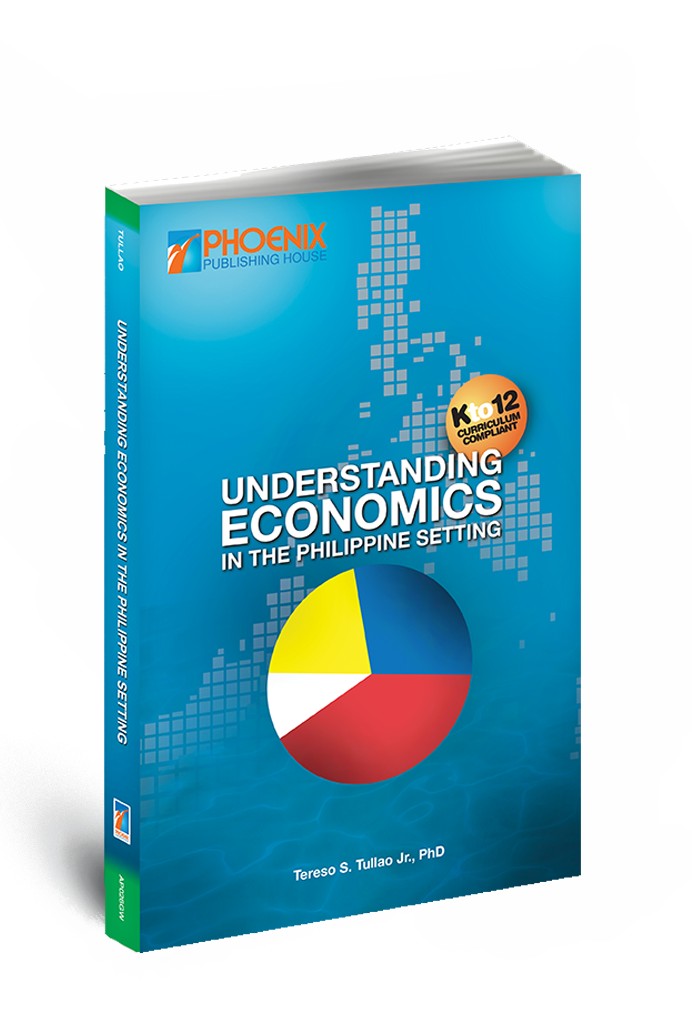 PHOENIX
PUBLISHING HOUSE
K to 12
CURRICULUM
COMPLIANT
UNDERSTANDING
ECONOMICS
IN THE PHILIPPINE SETTING
Tereso S. Tullao Jr., PhD
TULLAO
UNDERSTANDING ECONOMICS IN THE PHILIPPINE SETTING